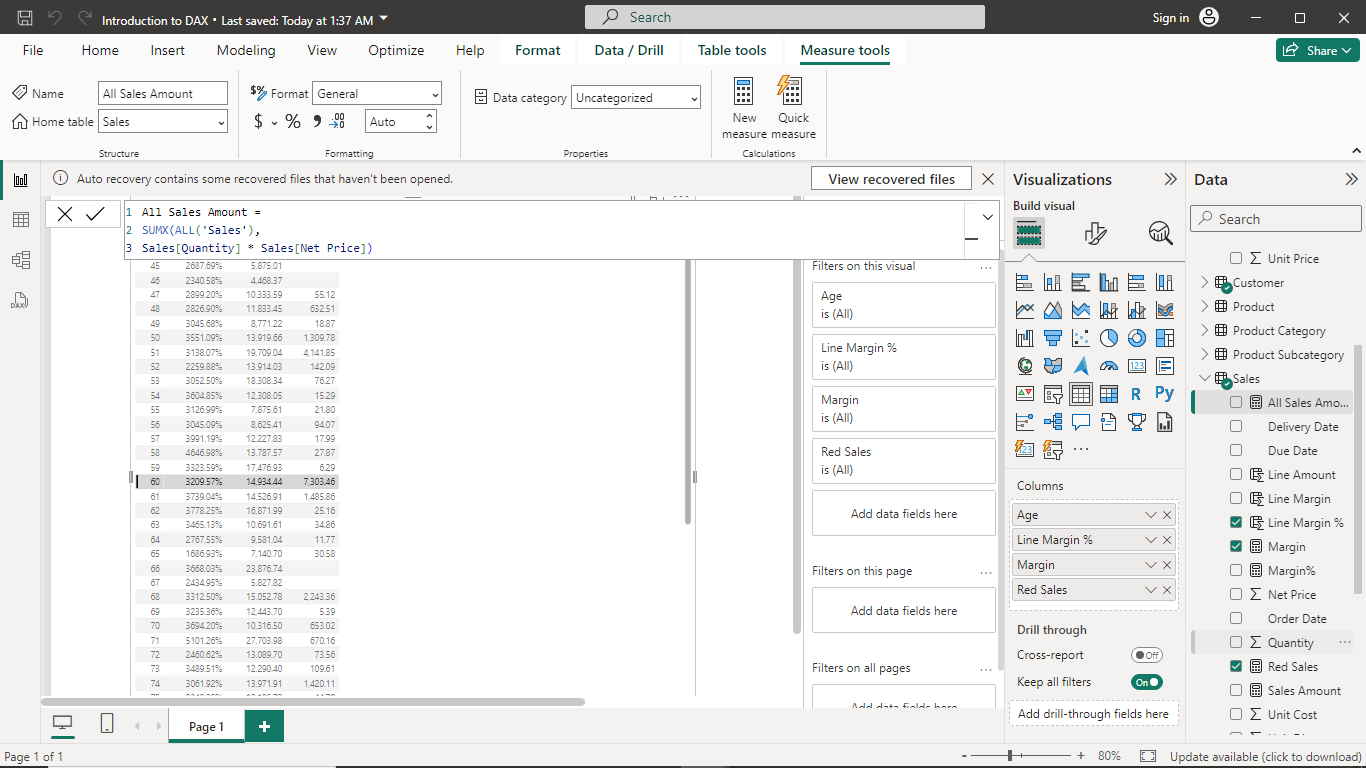 Introduction to DAX • Last saved: Today at 1:37 AM
Search
Sign in
File Home Insert Modeling View Optimize Help Format Data / Drill Table tools Measure tools
Share
Name All Sales Amount
Home table Sales
Structure
Format General
$ % Auto
Formatting
Data category Uncategorized
Properties
New measure
Quick measure
Calculations
Auto recovery contains some recovered files that haven't been opened.
View recovered files
1 All Sales Amount =
2 SUMX(ALL('Sales'),
3 Sales[Quantity] * Sales[Net Price])
45 2687.69% 5,875.01
46 2340.58% 4,468.37
47 2899.20% 10,333.59 55.12
48 2826.90% 11,833.45 632.51
49 3045.68% 8,771.22 18.87
50 3551.09% 13,919.66 1,309.78
51 3138.07% 19,709.04 4,141.85
52 2259.88% 13,914.03 142.09
53 3052.50% 18,308.34 76.27
54 3604.85% 12,308.05 15.29
55 3126.99% 7,875.61 21.80
56 3045.09% 8,625.41 94.07
57 3991.19% 12,227.83 17.99
58 4646.98% 13,787.57 27.87
59 3323.59% 17,476.93 6.29
60 3209.57% 14,934.44 7,303.46
61 3739.04% 14,526.91 1,485.86
62 3778.25% 16,871.99 25.16
63 3465.13% 10,691.61 34.86
64 2767.55% 9,581.04 11.77
65 1686.93% 7,140.70 30.58
66 3668.03% 23,876.74
67 2434.95% 5,827.82
68 3312.50% 15,052.78 2,243.36
69 3235.36% 12,443.70 5.39
70 3694.20% 10,316.50 653.02
71 5101.26% 27,703.98 670.16
72 2460.62% 13,089.70 73.56
73 3489.51% 12,290.40 109.61
74 3061.92% 13,971.91 1,420.11
Filters on this visual
Age
is (All)
Line Margin %
is (All)
Margin
is (All)
Red Sales
is (All)
Add data fields here
Filters on this page
Add data fields here
Filters on all pages
Add data fields here
Visualizations
Build visual
123
R
Py
123
Columns
Age
Line Margin %
Margin
Red Sales
Drill through
Cross-report Off
Keep all filters On
Add drill-through fields here
Data
Search
Unit Price
Customer
Product
Product Category
Product Subcategory
Sales
All Sales Amo...
Delivery Date
Due Date
Line Amount
Line Margin
Line Margin %
Margin
Margin%
Net Price
Order Date
Quantity
Red Sales
Sales Amount
Unit Cost
DAX
Page 1
Page 1 of 1
- + 80%
Update available (click to download)